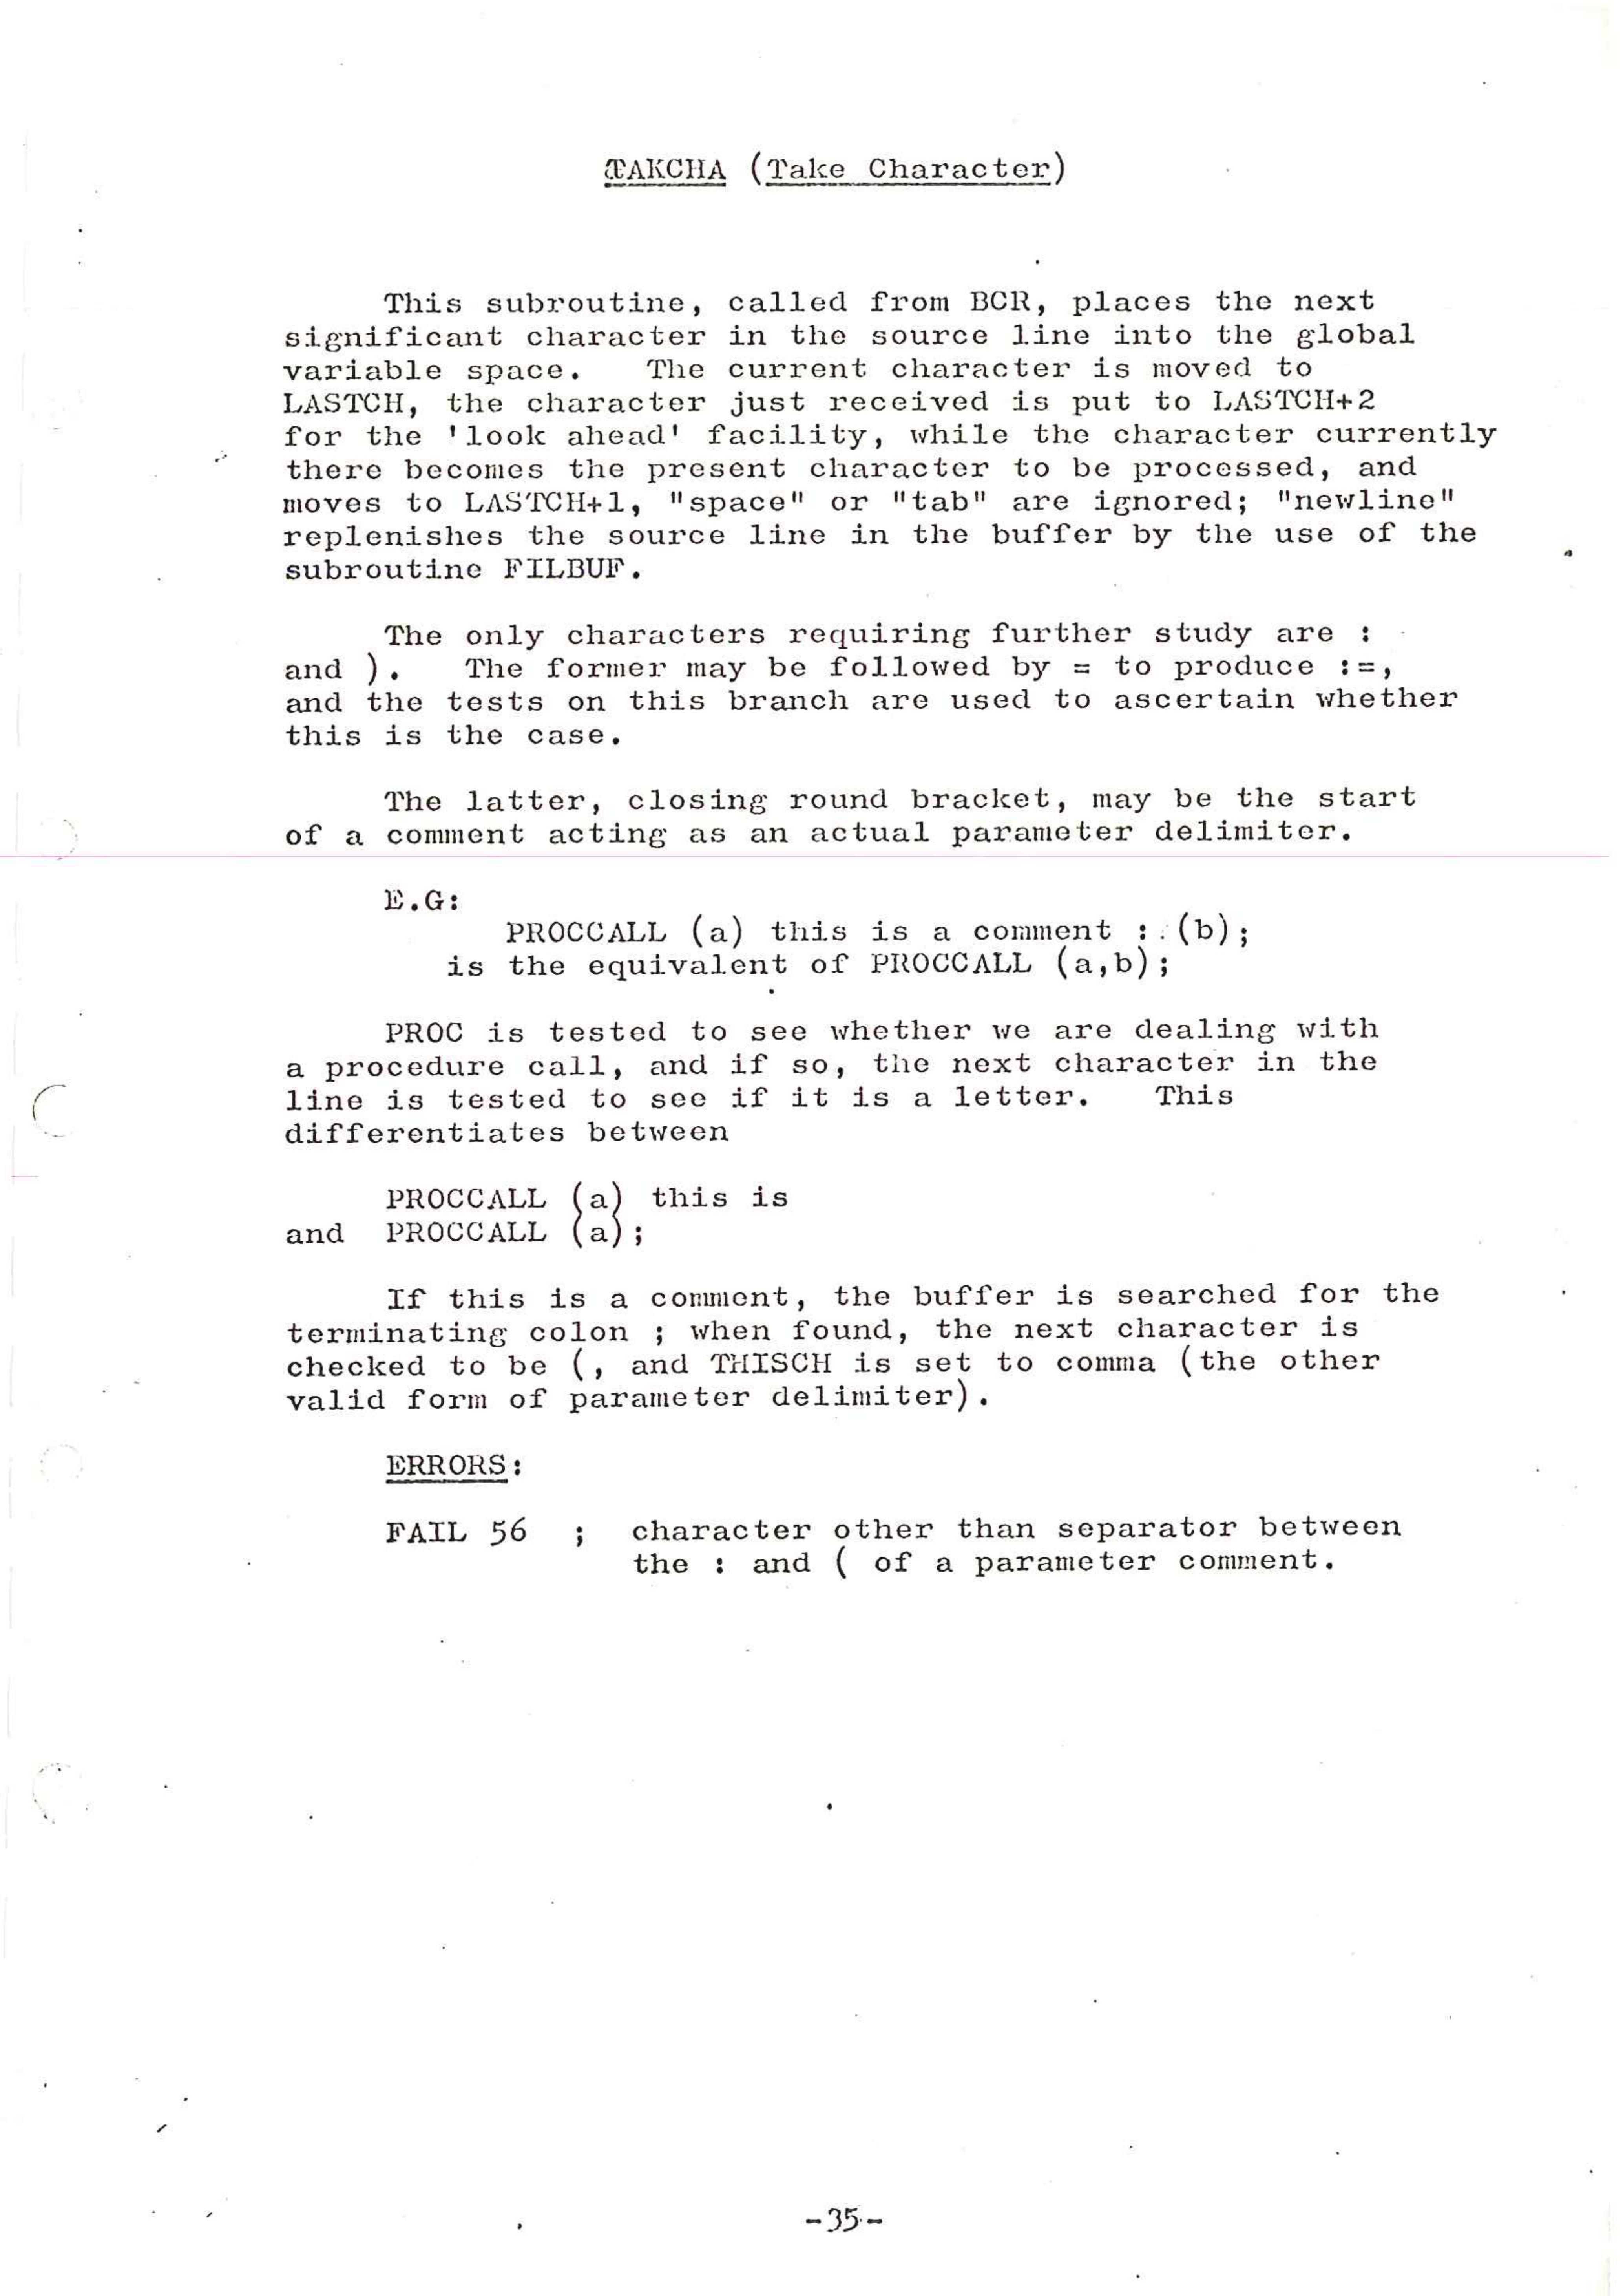 TAKCHA (Take Character)
This subroutine, called from BCR, places the next
significant character in the source line into the global
variable space. The current character is moved to
LASTCH, the character just received is put to LASTCH+2
for the 'look ahead' facility, while the character currently
there becomes the present character to be processed, and
moves to LASTCH+1, "space" or "tab" are ignored; "newline"
replenishes the source line in the buffer by the use of the
subroutine FILBUF.
The only characters requiring further study are :
and ). The former may be followed by = to produce :=,
and the tests on this branch are used to ascertain whether
this is the case.
The latter, closing round bracket, may be the start
of a comment acting as an actual parameter delimiter.
E.G:
PROCCALL (a) this is a comment : (b);
is the equivalent of PROCCALL (a,b);
PROC is tested to see whether we are dealing with
a procedure call, and if so, the next character in the
line is tested to see if it is a letter. This
differentiates between
PROCCALL (a) this is
and PROCCALL (a);
If this is a comment, the buffer is searched for the
terminating colon ; when found, the next character is
checked to be (, and THISCH is set to comma (the other
valid form of parameter delimiter).
ERRORS:
FAIL 56 ; character other than separator between
the : and ( of a parameter comment.
-35-